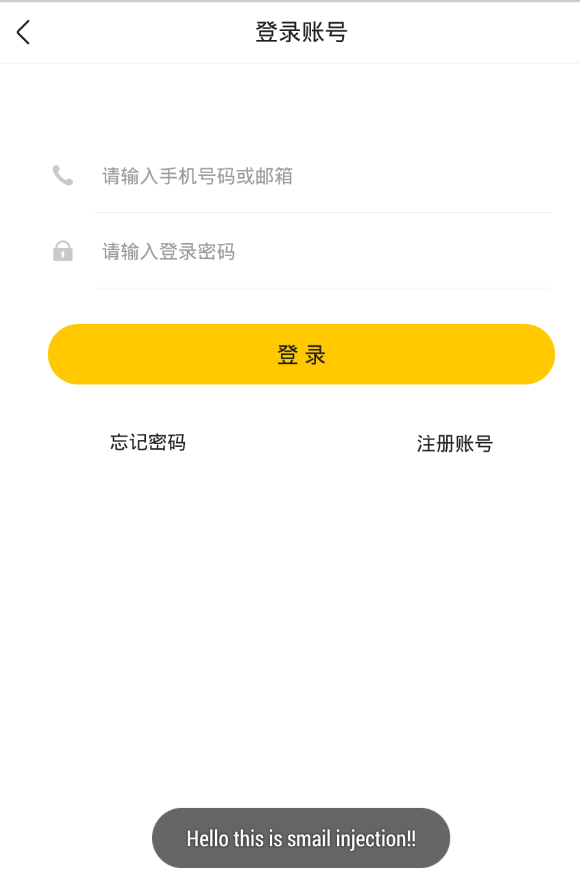 登录账号
请输入手机号码或邮箱
请输入登录密码
登 录
忘记密码 注册账号
Hello this is smail injection!!